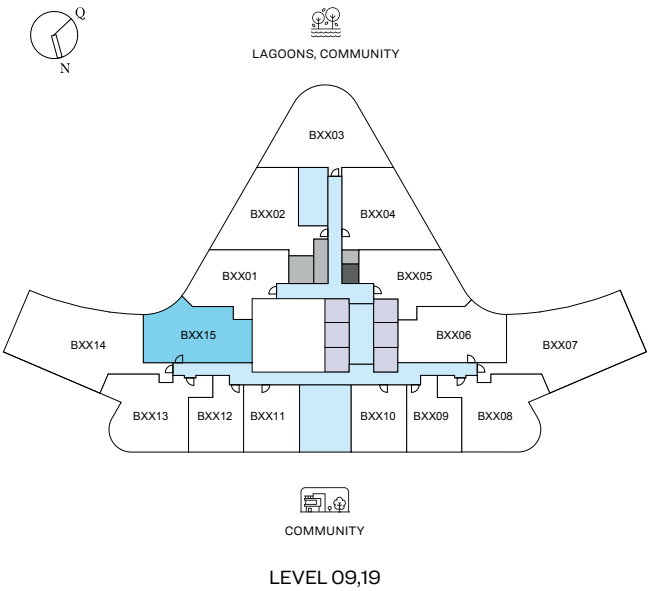 Q
N
LAGOONS, COMMUNITY
BXX03
BXX02
BXX04
BXX01
BXX05
BXX15
BXX06
BXX14
BXX07
BXX13
BXX12
BXX11
BXX10
BXX09
BXX08
COMMUNITY
LEVEL 09,19